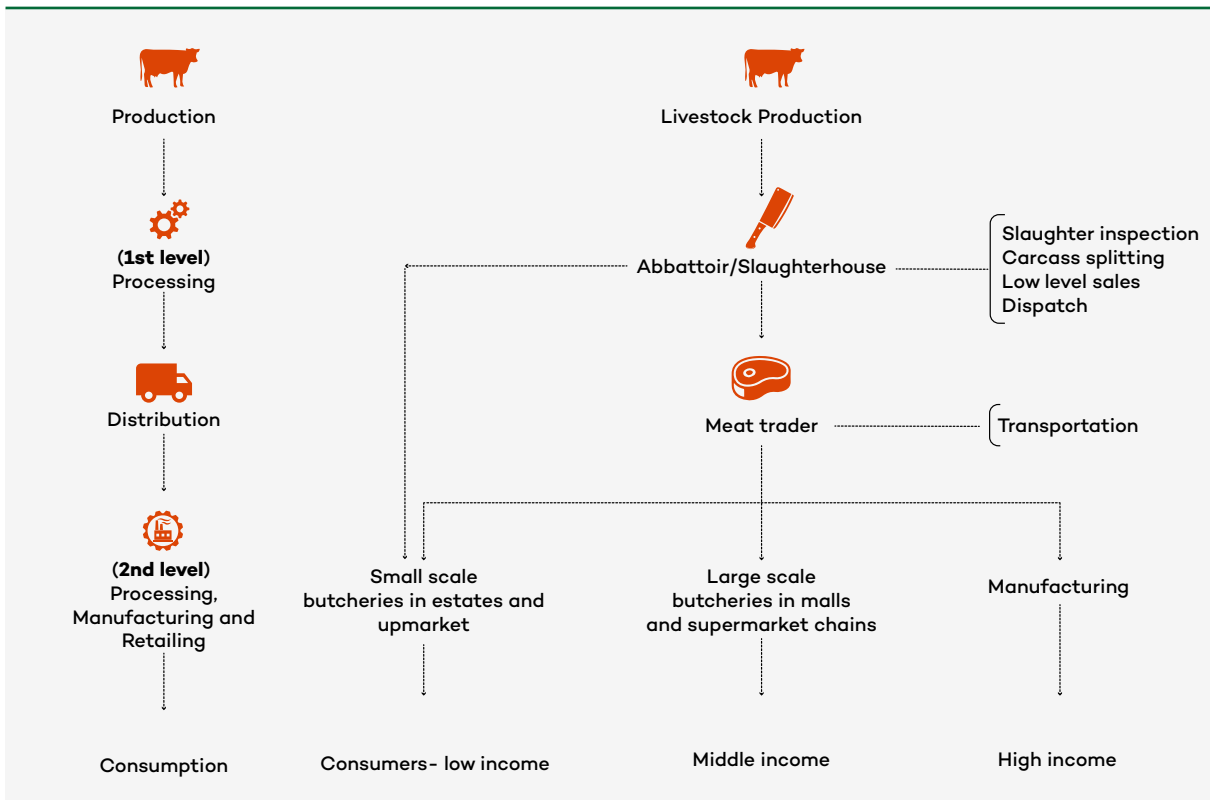 Production
Livestock Production
(1st level)
Processing
Abbattoir/Slaughterhouse
Slaughter inspection
Carcass splitting
Low level sales
Dispatch
Distribution
Meat trader
Transportation
(2nd level)
Processing,
Manufacturing and
Retailing
Small scale
butcheries in estates and
upmarket
Large scale
butcheries in malls
and supermarket chains
Manufacturing
Consumption
Consumers- low income
Middle income
High income